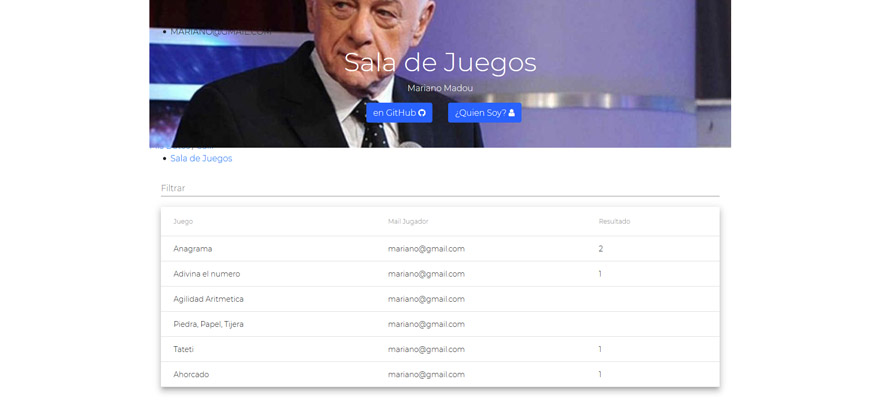 MARIANO@GMAIL.COM
Sala de Juegos
Mariano Madou
en GitHub
¿Quien Soy?
Sala de Juegos
Filtrar
Juego Mail Jugador Resultado
Anagrama mariano@gmail.com 2
Adivina el numero mariano@gmail.com 1
Agilidad Aritmetica mariano@gmail.com
Piedra, Papel, Tijera mariano@gmail.com
Tateti mariano@gmail.com 1
Ahorcado mariano@gmail.com 1